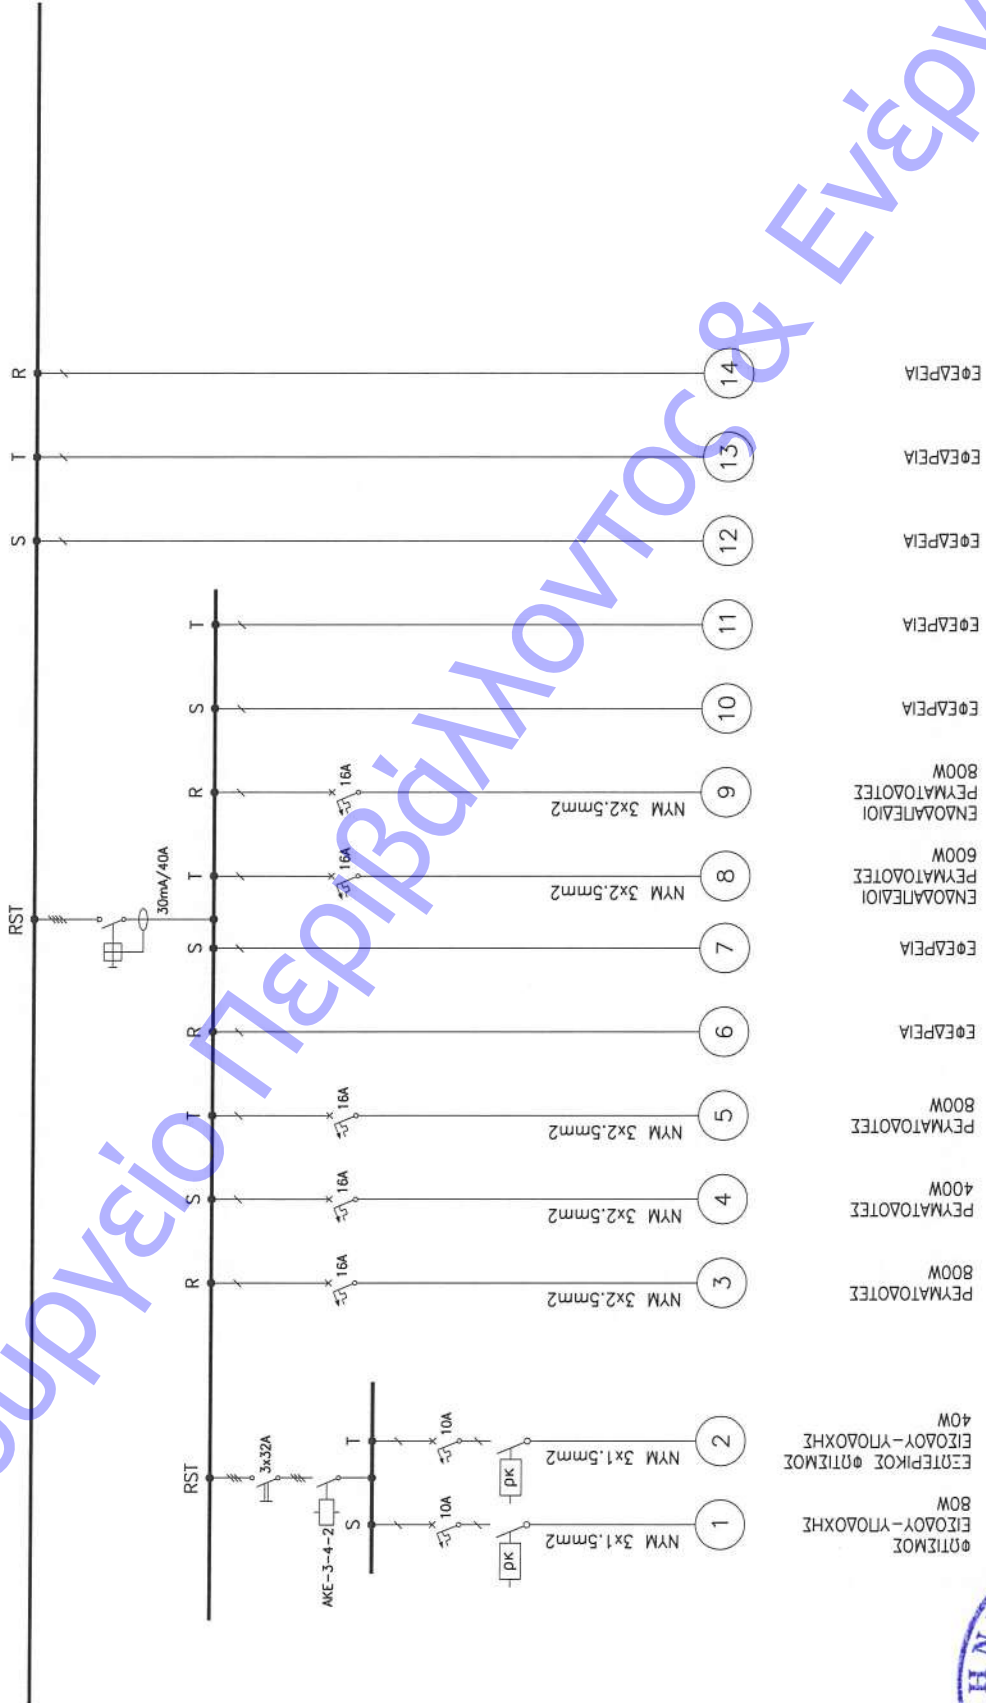 R
T
S
14
ΕΦΕΔΡΕΙΑ
13
ΕΦΕΔΡΕΙΑ
12
ΕΦΕΔΡΕΙΑ
T
11
ΕΦΕΔΡΕΙΑ
S
10
ΕΦΕΔΡΕΙΑ
R
16A
NYM 3x2.5mm2
9
ΕΝΔΟΔΑΠΕΔΙΟΙ
ΡΕΥΜΑΤΟΔΟΤΕΣ
800W
T
16A
NYM 3x2.5mm2
8
ΕΝΔΟΔΑΠΕΔΙΟΙ
ΡΕΥΜΑΤΟΔΟΤΕΣ
600W
RST
30mA/40A
S
7
ΕΦΕΔΡΕΙΑ
R
6
ΕΦΕΔΡΕΙΑ
T
16A
NYM 3x2.5mm2
5
ΡΕΥΜΑΤΟΔΟΤΕΣ
800W
S
16A
NYM 3x2.5mm2
4
ΡΕΥΜΑΤΟΔΟΤΕΣ
400W
R
16A
NYM 3x2.5mm2
3
ΡΕΥΜΑΤΟΔΟΤΕΣ
800W
RST
3x32A
AKE-3-4-2
T
10A
ρκ
NYM 3x1.5mm2
2
ΕΞΩΤΕΡΙΚΟΣ ΦΩΤΙΣΜΟΣ
ΕΙΣΟΔΟΥ-ΥΠΟΔΟΧΗΣ
40W
S
10A
ρκ
NYM 3x1.5mm2
1
ΦΩΤΙΣΜΟΣ
ΕΙΣΟΔΟΥ-ΥΠΟΔΟΧΗΣ
80W
Περιβάλλοντος &